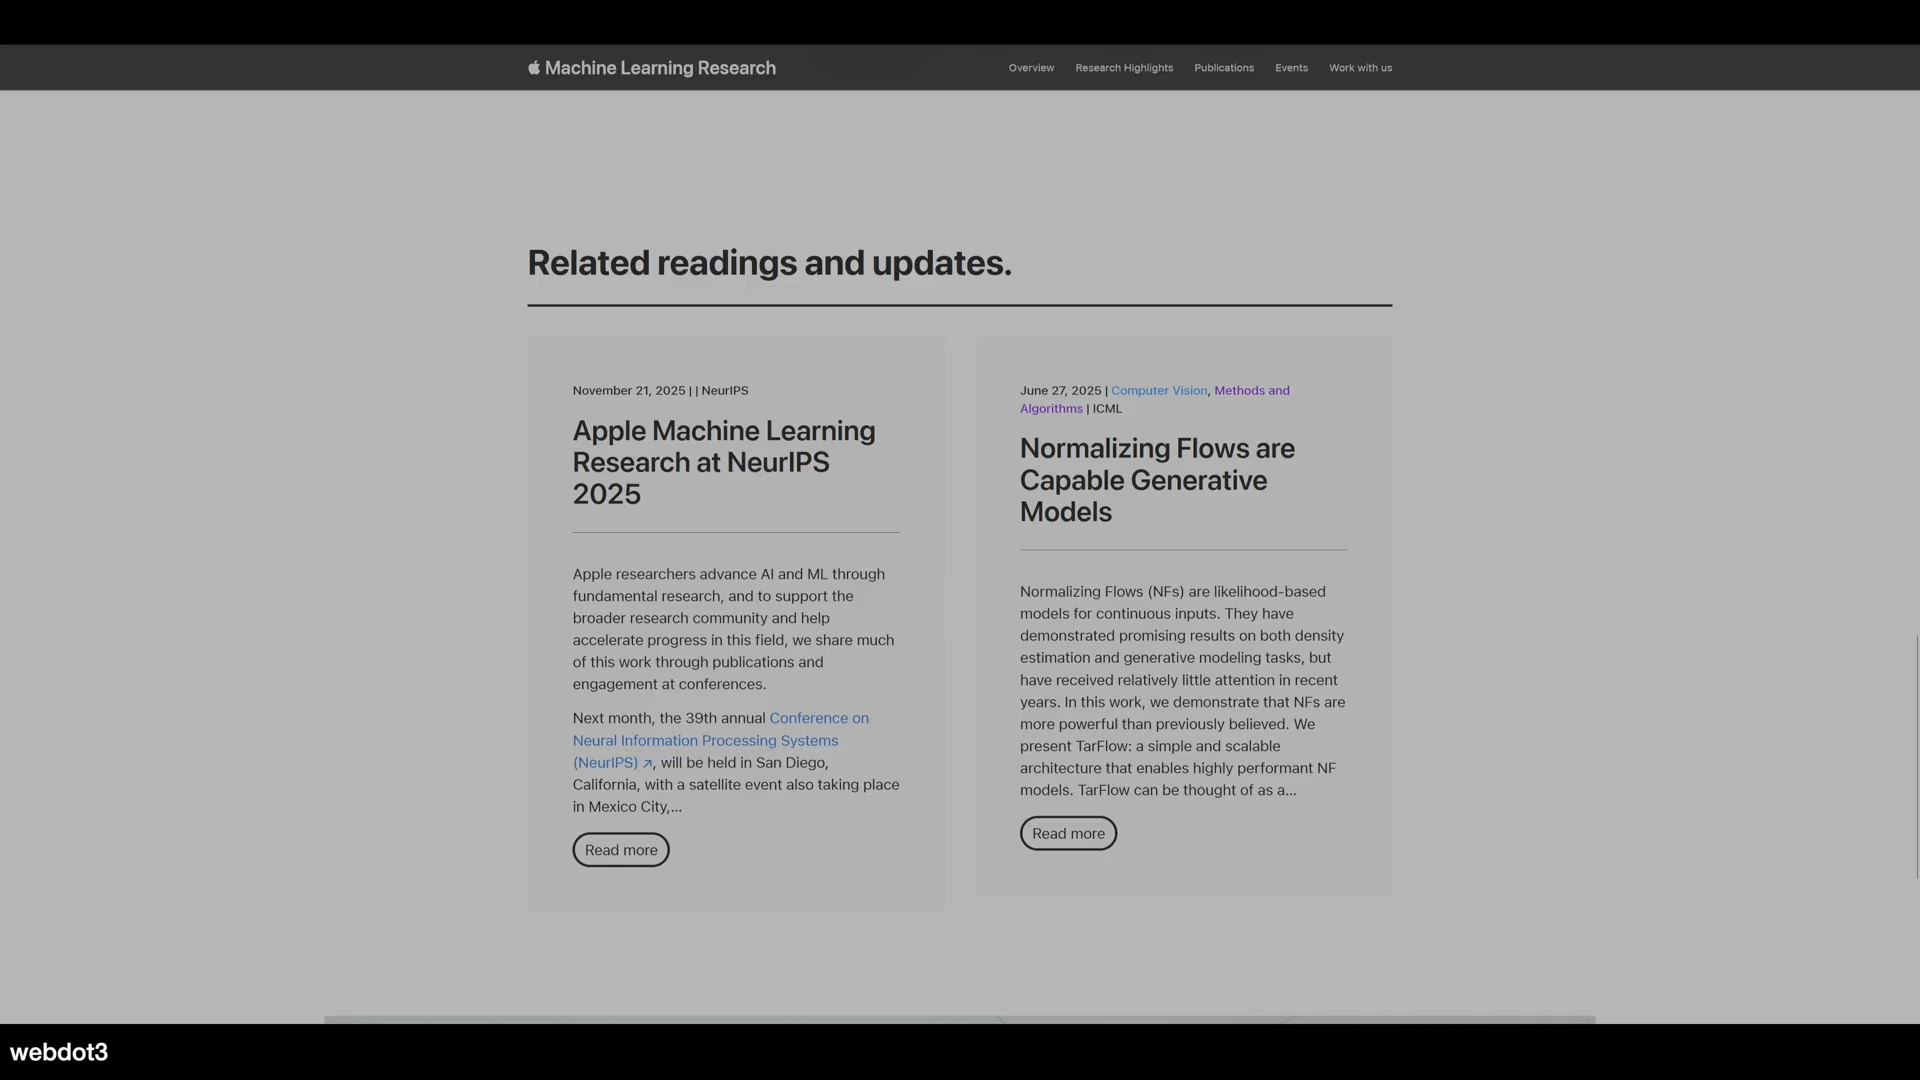 Machine Learning Research
Overview
Research Highlights
Publications
Events
Work with us
Related readings and updates.
November 21, 2025 | | NeurIPS
Apple Machine Learning
Research at NeurIPS
2025
Apple researchers advance AI and ML through
fundamental research, and to support the
broader research community and help
accelerate progress in this field, we share much
of this work through publications and
engagement at conferences.
Next month, the 39th annual Conference on
Neural Information Processing Systems
(NeurIPS) ↗, will be held in San Diego,
California, with a satellite event also taking place
in Mexico City,...
Read more
June 27, 2025 | Computer Vision, Methods and
Algorithms | ICML
Normalizing Flows are
Capable Generative
Models
Normalizing Flows (NFs) are likelihood-based
models for continuous inputs. They have
demonstrated promising results on both density
estimation and generative modeling tasks, but
have received relatively little attention in recent
years. In this work, we demonstrate that NFs are
more powerful than previously believed. We
present TarFlow: a simple and scalable
architecture that enables highly performant NF
models. TarFlow can be thought of as a...
Read more
webdot3